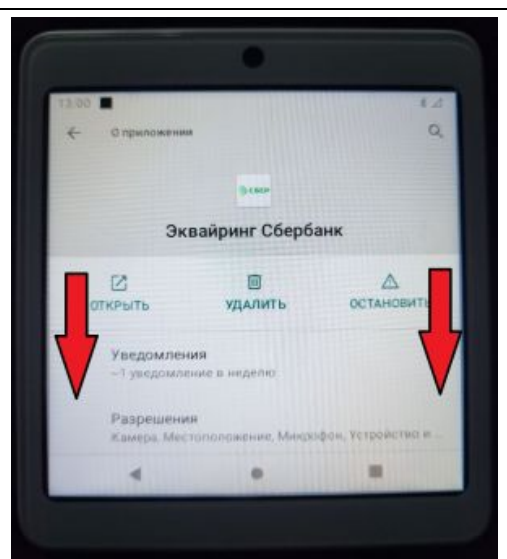 13:00
О приложении
СБЕР
Эквайринг Сбербанк
ОТКРЫТЬ
УДАЛИТЬ
ОСТАНОВИТЬ
Уведомления
~1 уведомление в неделю
Разрешения
Камера, Местоположение, Микрофон, Устройство и ...